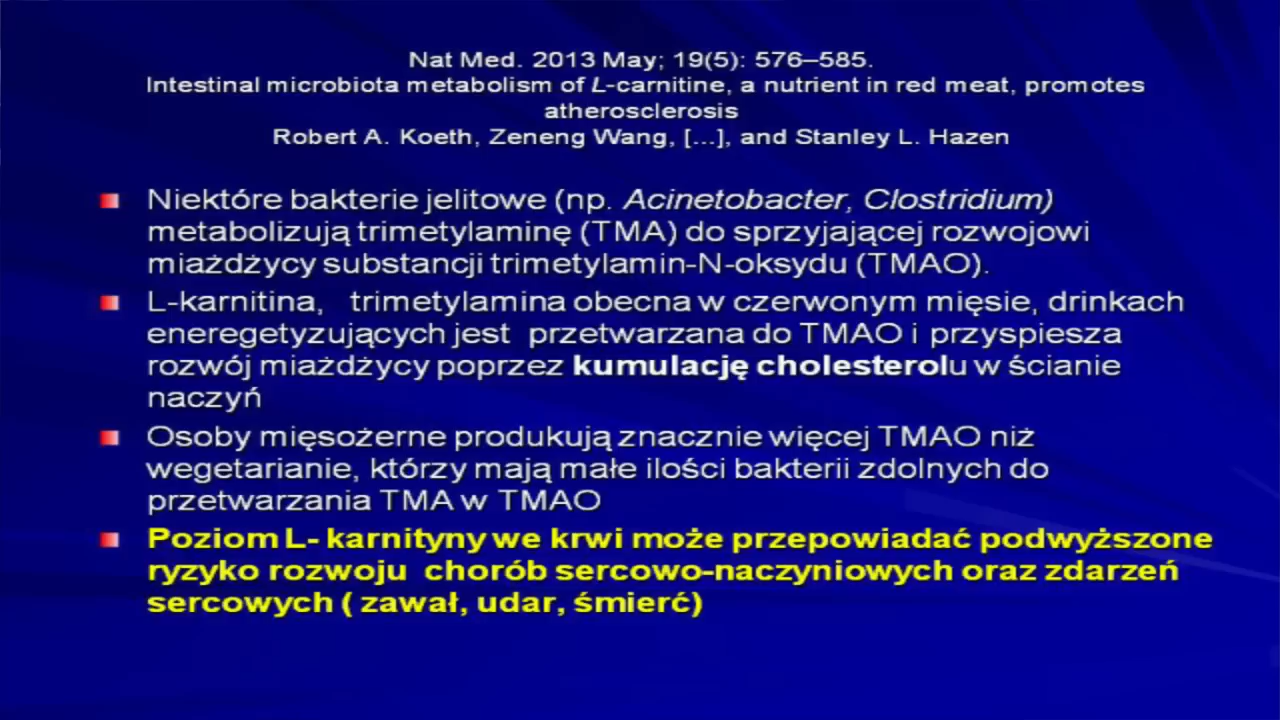 Nat Med. 2013 May; 19(5): 576–585.
Intestinal microbiota metabolism of L-carnitine, a nutrient in red meat, promotes
atherosclerosis
Robert A. Koeth, Zeneng Wang, [...], and Stanley L. Hazen
Niektóre bakterie jelitowe (np. Acinetobacter, Clostridium)
metabolizują trimetylaminę (TMA) do sprzyjającej rozwojowi
miażdżycy substancji trimetylamin-N-oksydu (TMAO).
L-karnitina, trimetylamina obecna w czerwonym mięsie, drinkach
eneregetyzujących jest przetwarzana do TMAO i przyspiesza
rozwój miażdżycy poprzez kumulację cholesterolu w ścianie
naczyń
Osoby mięsożerne produkują znacznie więcej TMAO niż
wegetarianie, którzy mają małe ilości bakterii zdolnych do
przetwarzania TMA w TMAO
Poziom L- karnityny we krwi może przepowiadać podwyższone
ryzyko rozwoju chorób sercowo-naczyniowych oraz zdarzeń
sercowych ( zawał, udar, śmierć)